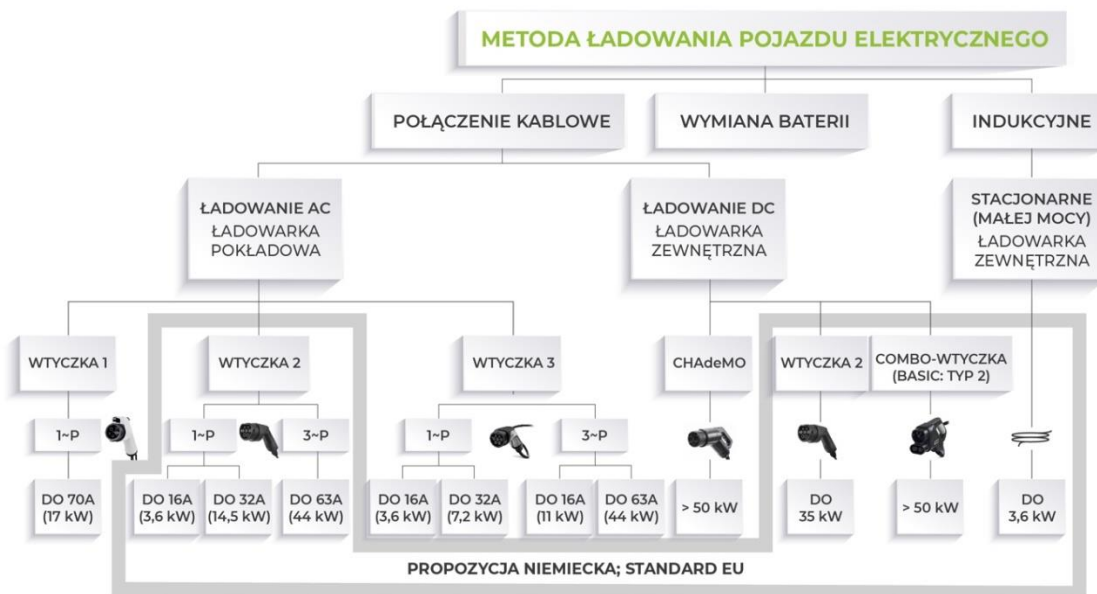 METODA ŁADOWANIA POJAZDU ELEKTRYCZNEGO
POŁĄCZENIE KABLOWE
WYMIANA BATERII
INDUKCYJNE
ŁADOWANIE AC
ŁADOWARKA
POKŁADOWA
ŁADOWANIE DC
ŁADOWARKA
ZEWNĘTRZNA
STACJONARNE
(MAŁEJ MOCY)
ŁADOWARKA
ZEWNĘTRZNA
WTYCZKA 1
WTYCZKA 2
WTYCZKA 3
CHAdeMO
WTYCZKA 2
COMBO-WTYCZKA
(BASIC: TYP 2)
1~P
1~P
3~P
1~P
3~P
DO 70A
(17 kW)
DO 16A
(3,6 kW)
DO 32A
(14,5 kW)
DO 63A
(44 kW)
DO 16A
(3,6 kW)
DO 32A
(7,2 kW)
DO 16A
(11 kW)
DO 63A
(44 kW)
> 50 kW
DO
35 kW
> 50 kW
DO
3,6 kW
PROPOZYCJA NIEMIECKA; STANDARD EU